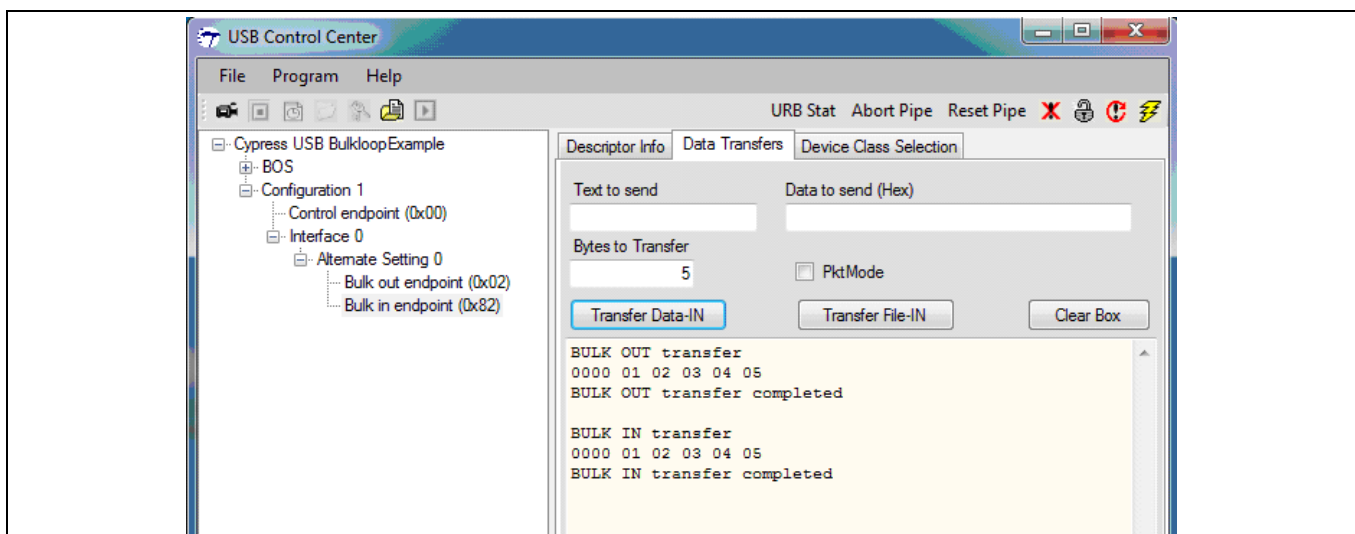 USB Control Center
File Program Help
URB Stat Abort Pipe Reset Pipe
Cypress USB BulkloopExample
BOS
Configuration 1
Control endpoint (0x00)
Interface 0
Alternate Setting 0
Bulk out endpoint (0x02)
Bulk in endpoint (0x82)
Descriptor Info Data Transfers Device Class Selection
Text to send Data to send (Hex)
Bytes to Transfer
5 PktMode
Transfer Data-IN Transfer File-IN Clear Box
BULK OUT transfer
0000 01 02 03 04 05
BULK OUT transfer completed
BULK IN transfer
0000 01 02 03 04 05
BULK IN transfer completed